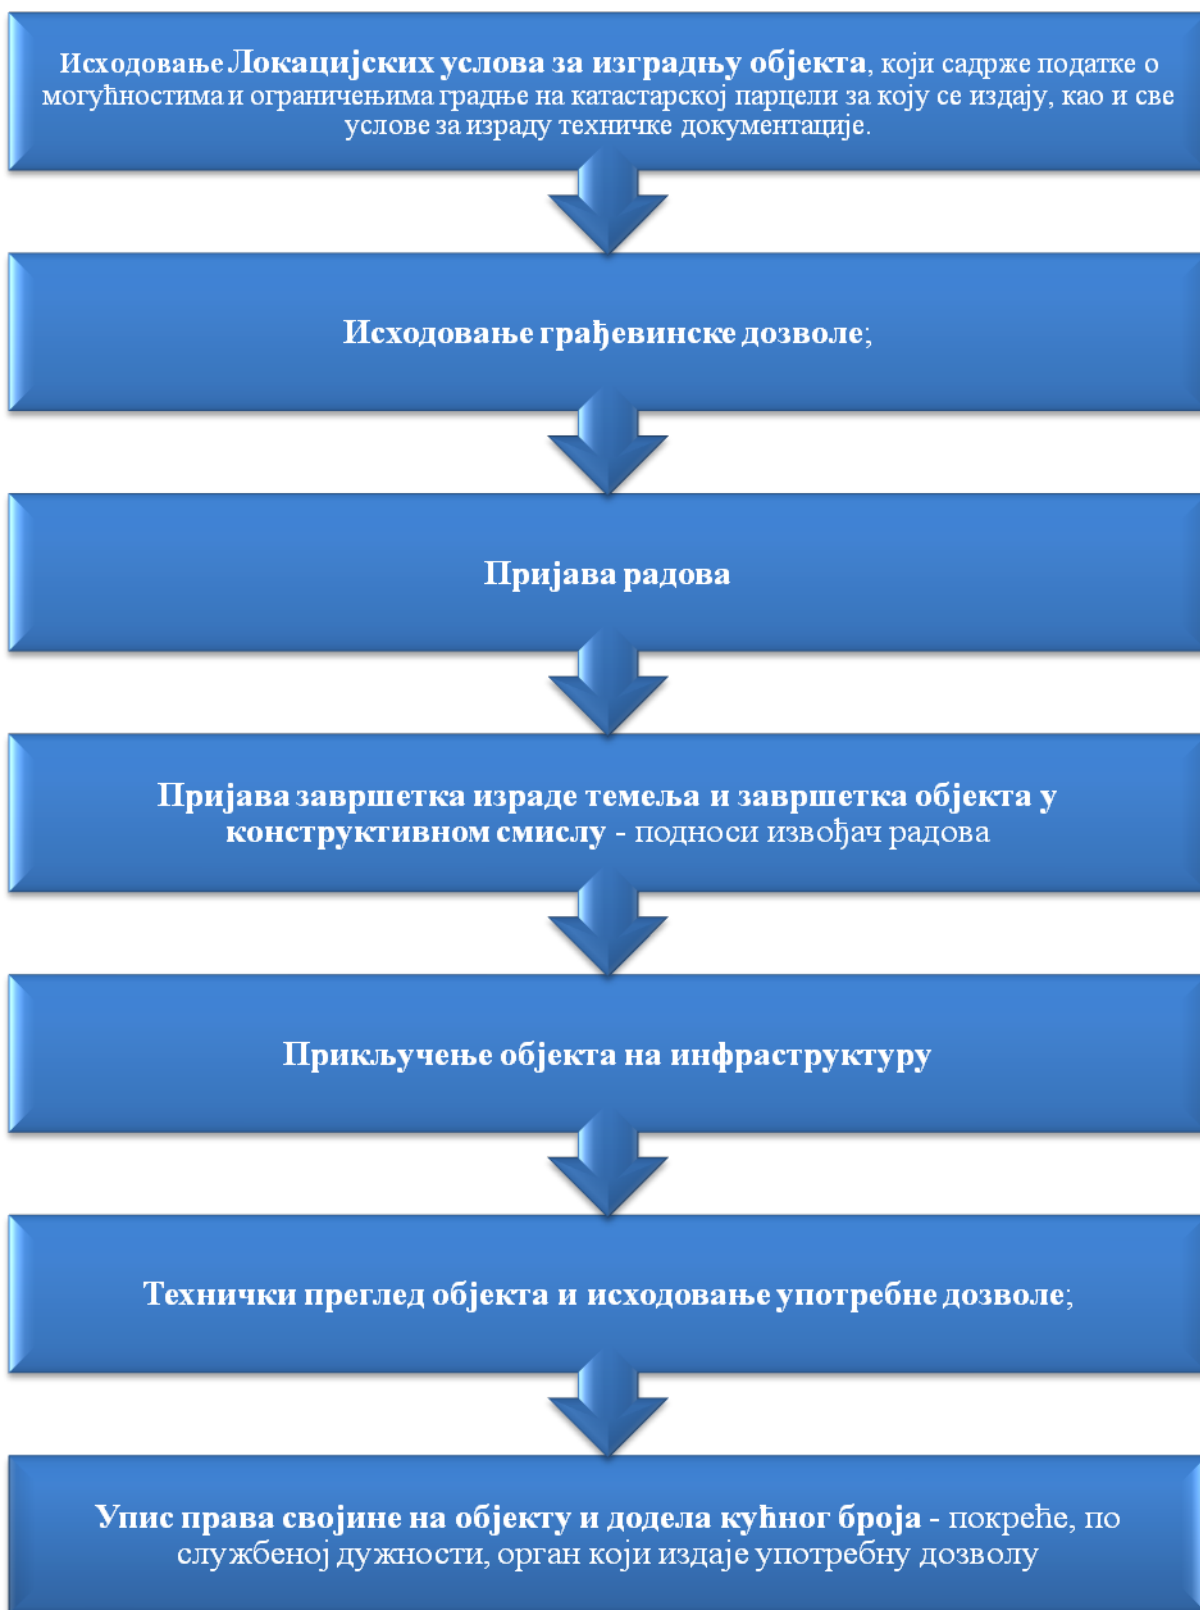 Исходовање Локацијских услова за изградњу објекта, који садрже податке о
могућностима и ограничењима градње на катастарској парцели за коју се издају, као и све
услове за израду техничке документације.
Исходовање грађевинске дозволе;
Пријава радова
Пријава завршетка израде темеља и завршетка објекта у
конструктивном смислу - подноси извођач радова
Прикључење објекта на инфраструктуру
Технички преглед објекта и исходовање употребне дозволе;
Упис права својине на објекту и додела кућног броја - покреће, по
службеној дужности, орган који издаје употребну дозволу